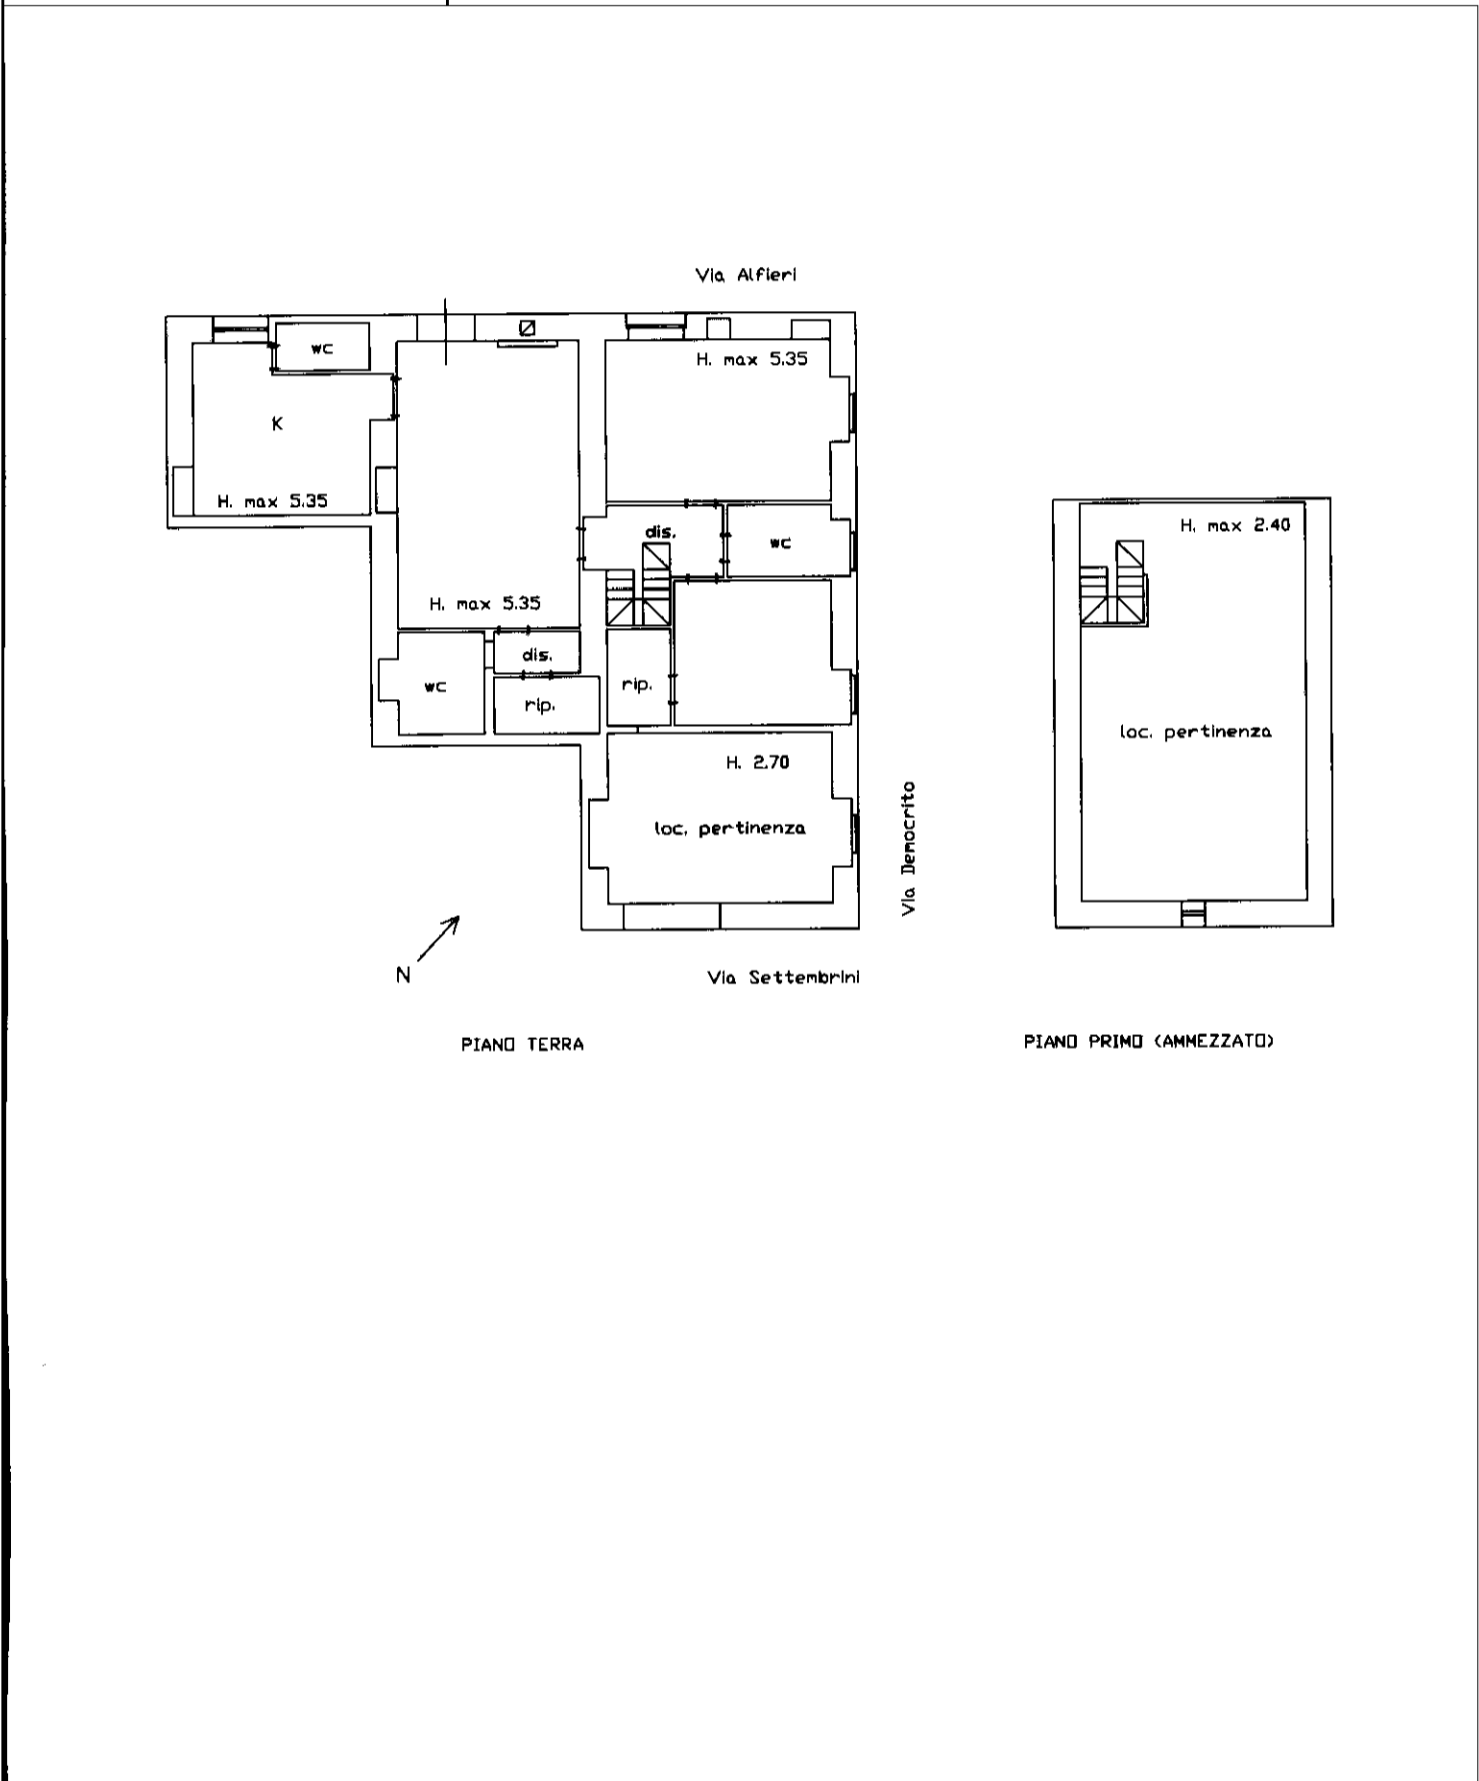 Via Alfieri
wc
H. max 5.35
K
H. max 5.35
H. max 2.40
dis.
wc
H. max 5.35
dis.
wc
rip.
rip.
loc. pertinenza
H. 2.70
loc. pertinenza
Via Democrito
N
Via Settembrini
PIANO TERRA
PIANO PRIMO (AMMEZZATO)